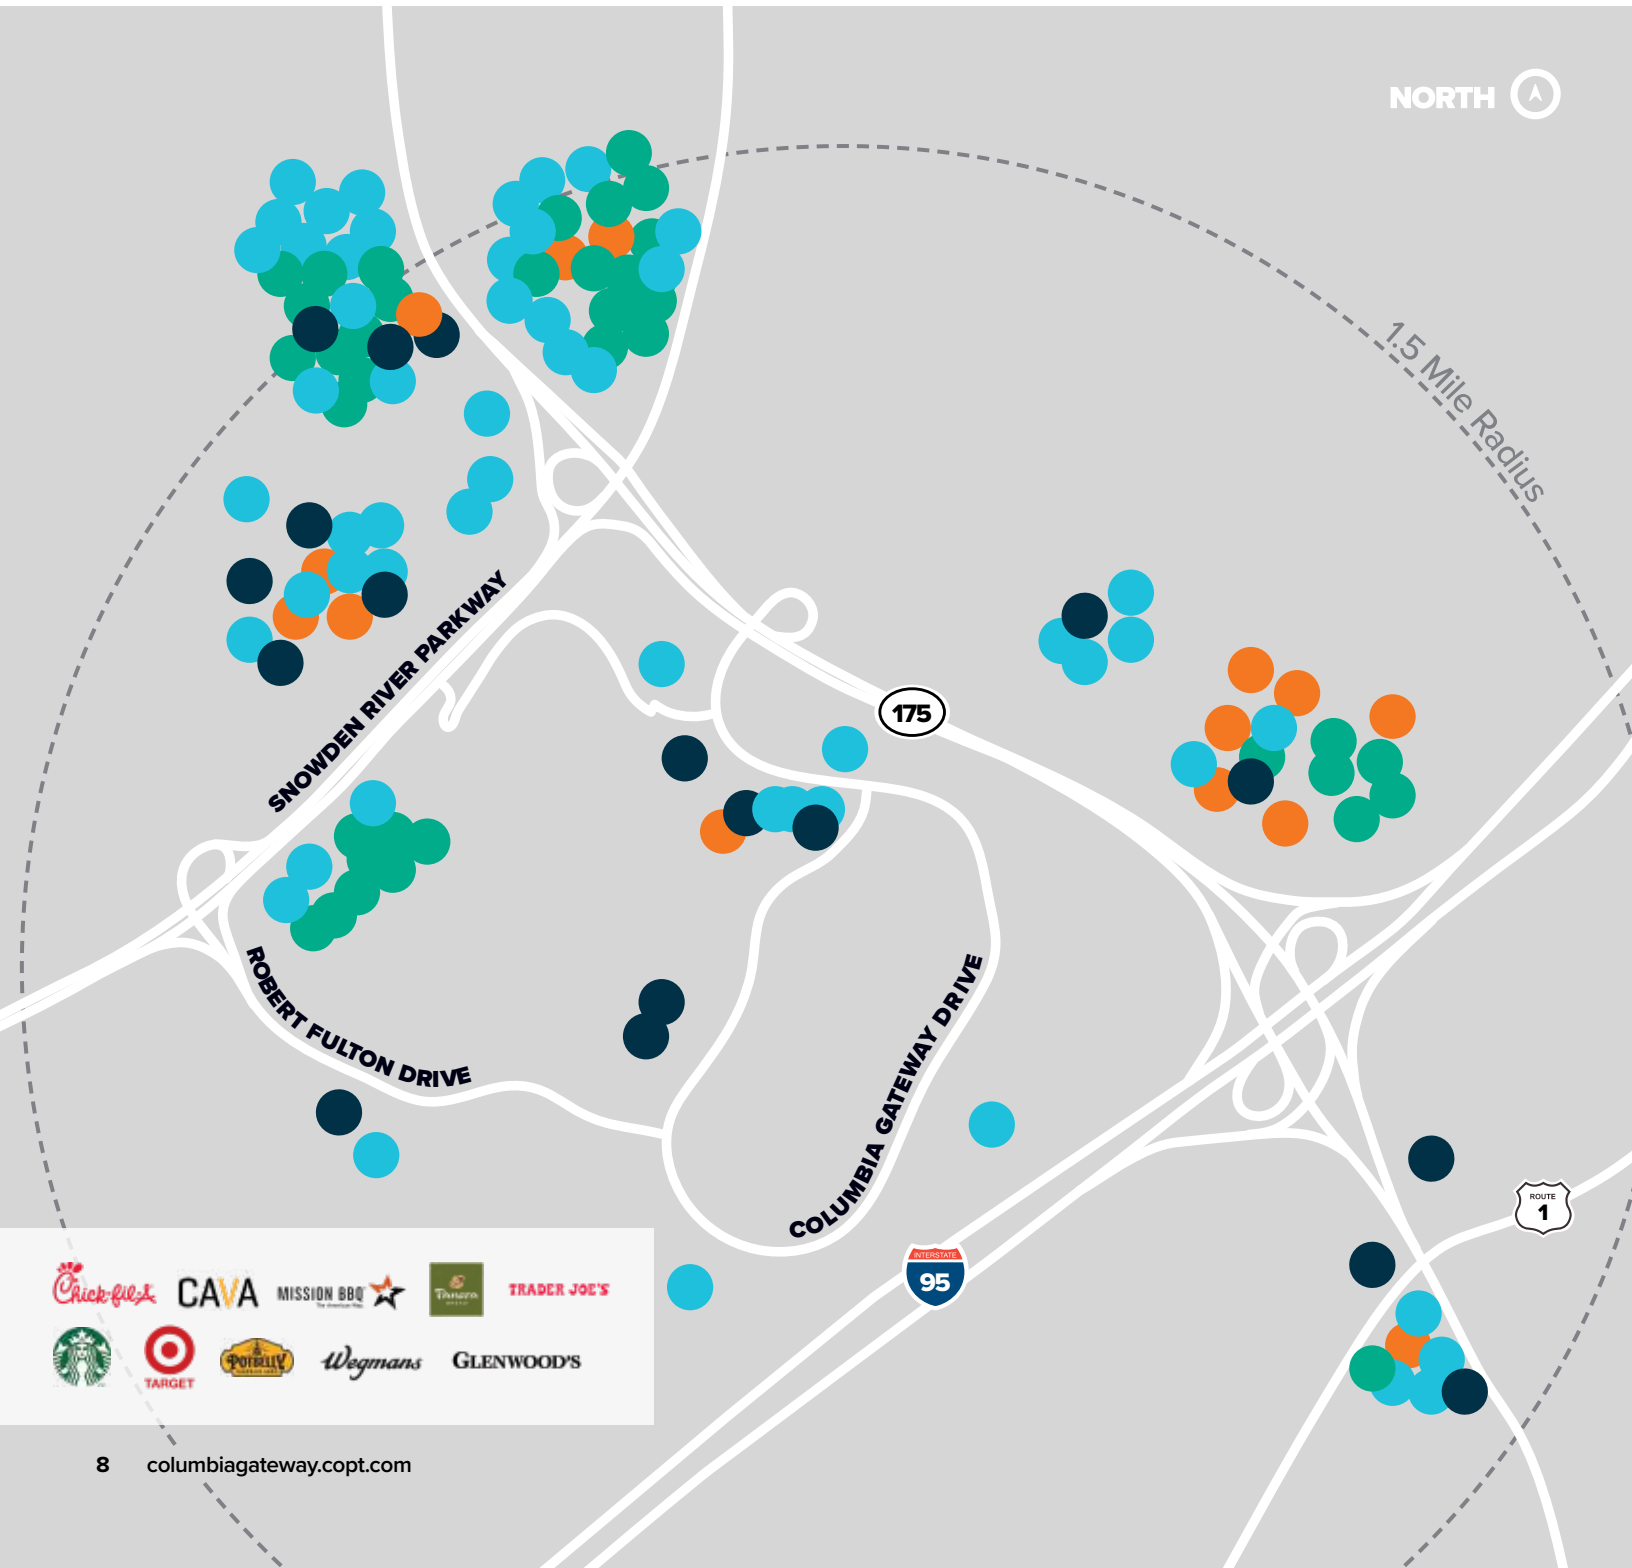 NORTH
1.5 Mile Radius
SNOWDEN RIVER PARKWAY
175
ROBERT FULTON DRIVE
COLUMBIA GATEWAY DRIVE
ROUTE
1
INTERSTATE
95
Chick-fil-A CAVA MISSION BBQ Panera TRADER JOE'S
TARGET POTBELLY Wegmans GLENWOOD'S
8 columbiagateway.copt.com